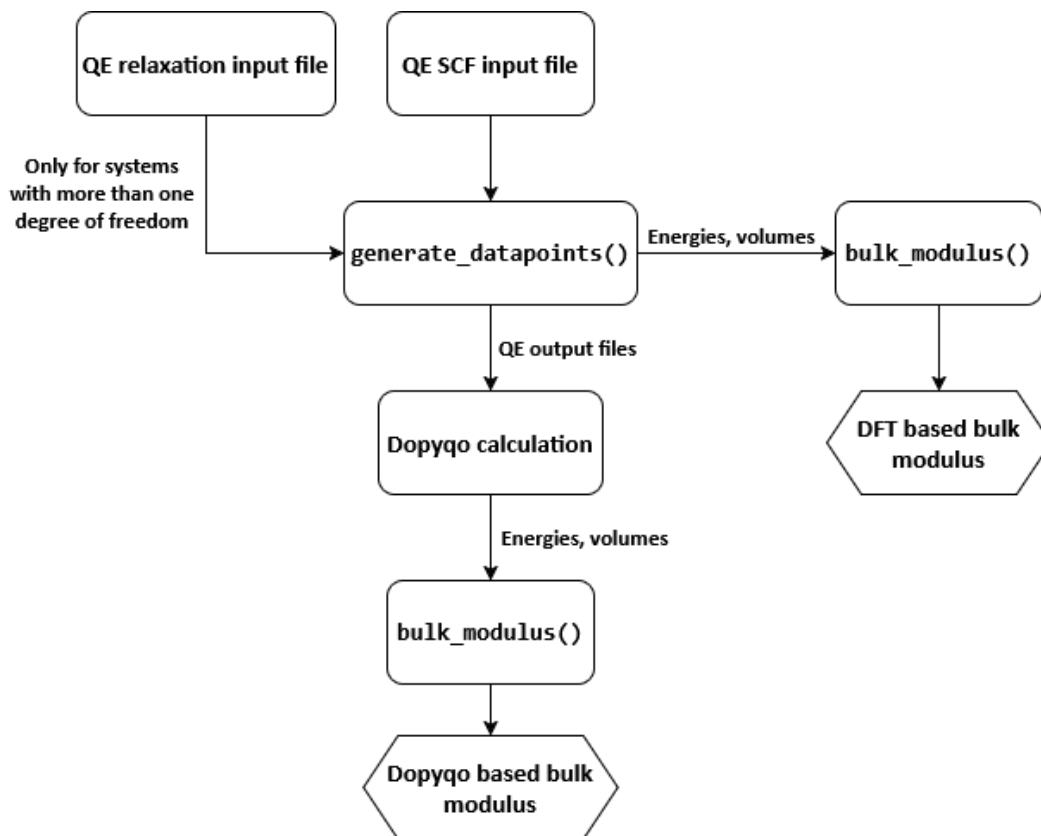 QE relaxation input file
QE SCF input file
Only for systems
with more than one
degree of freedom
generate_datapoints()
Energies, volumes
bulk_modulus()
QE output files
Dopyqo calculation
DFT based bulk
modulus
Energies, volumes
bulk_modulus()
Dopyqo based bulk
modulus